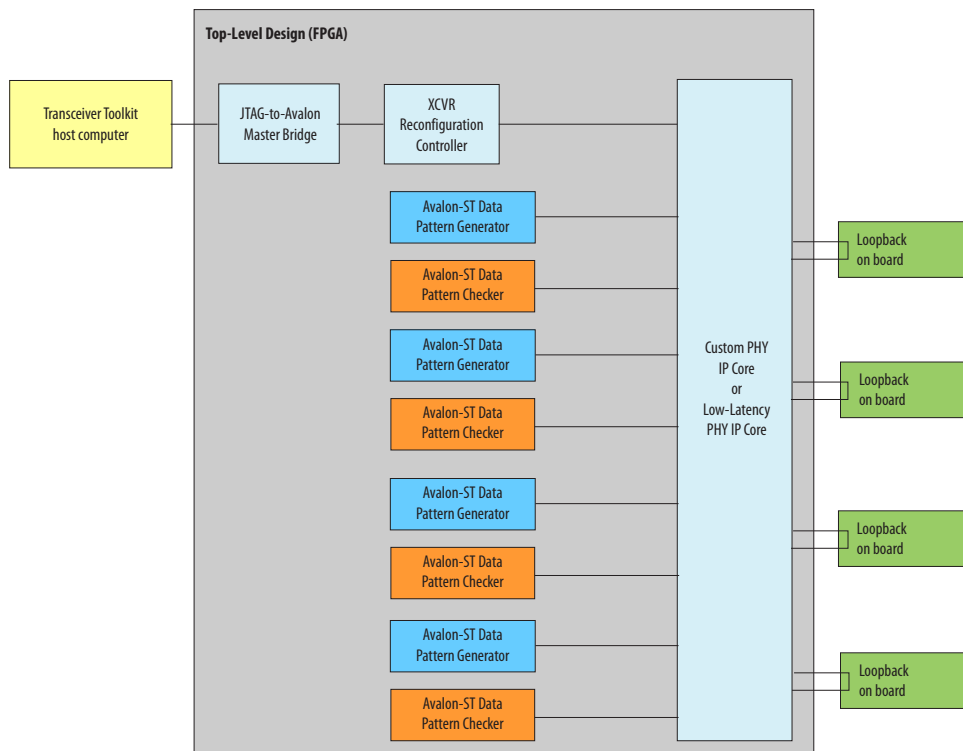 Top-Level Design (FPGA)
Transceiver Toolkit
host computer
JTAG-to-Avalon
Master Bridge
XCVR
Reconfiguration
Controller
Avalon-ST Data
Pattern Generator
Avalon-ST Data
Pattern Checker
Avalon-ST Data
Pattern Generator
Avalon-ST Data
Pattern Checker
Avalon-ST Data
Pattern Generator
Avalon-ST Data
Pattern Checker
Avalon-ST Data
Pattern Generator
Avalon-ST Data
Pattern Checker
Custom PHY
IP Core
or
Low-Latency
PHY IP Core
Loopback
on board
Loopback
on board
Loopback
on board
Loopback
on board